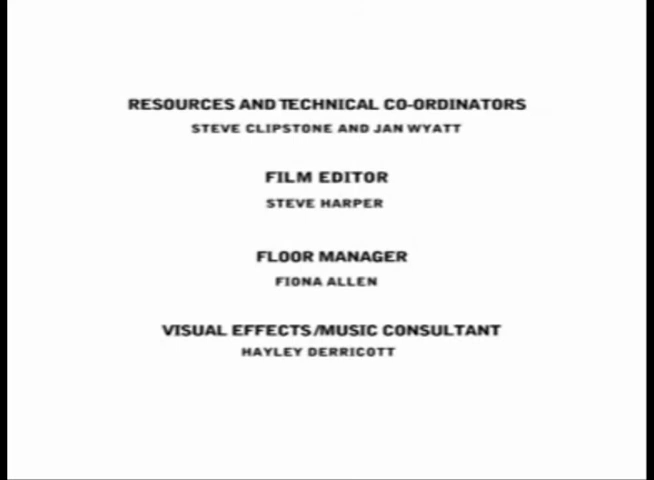 RESOURCES AND TECHNICAL CO-ORDINATORS
STEVE CLIPSTONE AND JAN WYATT
FILM EDITOR
STEVE HARPER
FLOOR MANAGER
FIONA ALLEN
VISUAL EFFECTS/MUSIC CONSULTANT
HAYLEY DERRICOTT